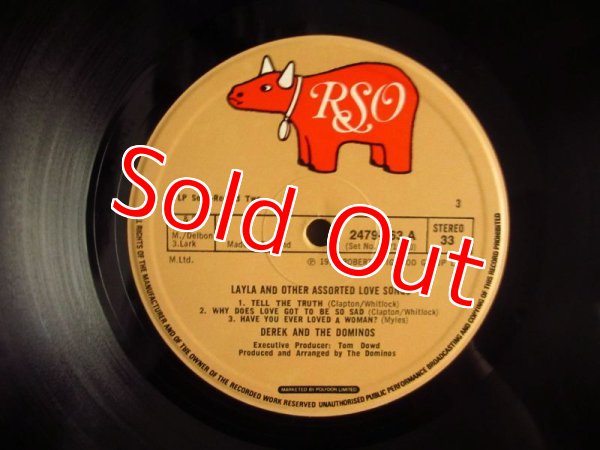 RSO
LP Set
3
Sold Out
M./Delbon
3.Lark
M.Ltd.
STEREO
33
LAYLA AND OTHER ASSORTED LOVE SONGS
1. TELL THE TRUTH (Clapton/Whitlock)
2. WHY DOES LOVE GOT TO BE SO SAD (Clapton/Whitlock)
3. HAVE YOU EVER LOVED A WOMAN? (Myles)
DEREK AND THE DOMINOS
Executive Producer: Tom Dowd
Produced and Arranged by The Dominos
MARKETED BY POLYDOR LIMITED
RIGHTS OF THE MANUFACTURER AND OF THE OWNER OF THE RECORDED WORK RESERVED UNAUTHORISED PUBLIC PERFORMANCE BROADCASTING AND COPYING OF THIS RECORD PROHIBITED